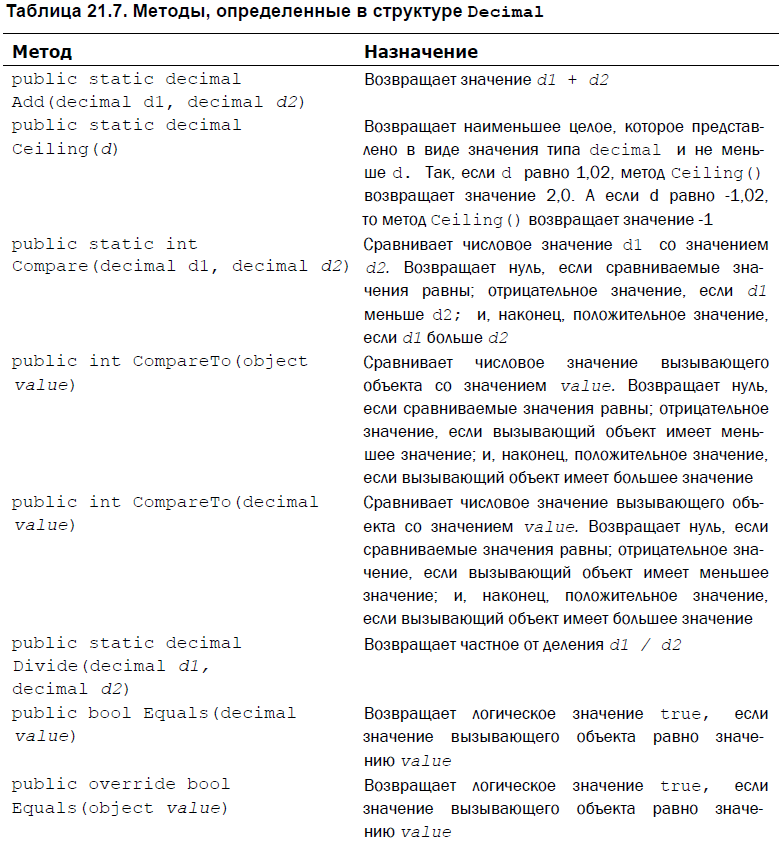 Таблица 21.7. Методы, определенные в структуре Decimal
Метод
Назначение
public static decimal
Add(decimal d1, decimal d2)
Возвращает значение d1 + d2
public static decimal
Ceiling(d)
Возвращает наименьшее целое, которое представ-
лено в виде значения типа decimal и не мень-
ше d. Так, если d равно 1,02, метод Ceiling()
возвращает значение 2,0. А если d равно -1,02,
то метод Ceiling() возвращает значение -1
public static int
Compare(decimal d1, decimal d2)
Сравнивает числовое значение d1 со значением
d2. Возвращает нуль, если сравниваемые зна-
чения равны; отрицательное значение, если d1
меньше d2; и, наконец, положительное значение,
если d1 больше d2
public int CompareTo(object
value)
Сравнивает числовое значение вызывающего
объекта со значением value. Возвращает нуль,
если сравниваемые значения равны; отрицательное
значение, если вызывающий объект имеет мень-
шее значение; и, наконец, положительное значение,
если вызывающий объект имеет большее значение
public int CompareTo(decimal
value)
Сравнивает числовое значение вызывающего объ-
екта со значением value. Возвращает нуль, если
сравниваемые значения равны; отрицательное зна-
чение, если вызывающий объект имеет меньшее
значение; и, наконец, положительное значение,
если вызывающий объект имеет большее значение
public static decimal
Divide(decimal d1,
decimal d2)
Возвращает частное от деления d1 / d2
public bool Equals(decimal
value)
Возвращает логическое значение true, если
значение вызывающего объекта равно значе-
нию value
public override bool
Equals(object value)
Возвращает логическое значение true, если
значение вызывающего объекта равно значе-
нию value